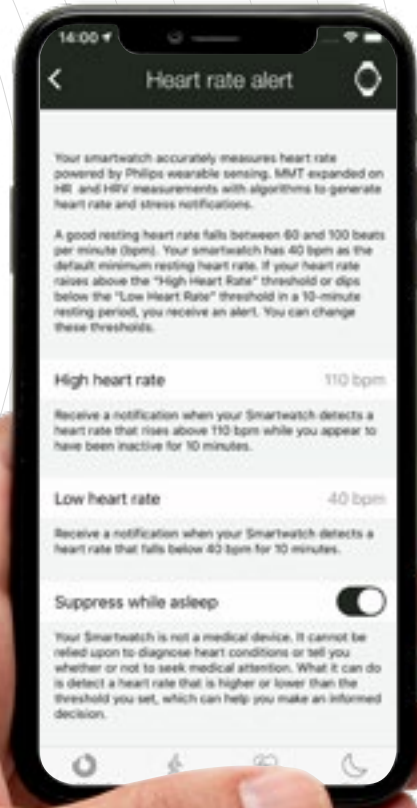 14:00
Heart rate alert
Your smartwatch accurately measures heart rate
powered by Philips wearable sensing. MMT expanded on
HR and HRV measurements with algorithms to generate
heart rate and stress notifications.
A good resting heart rate falls between 60 and 100 beats
per minute (bpm). Your smartwatch has 40 bpm as the
default minimum resting heart rate. If your heart rate
raises above the "High Heart Rate" threshold or dips
below the "Low Heart Rate" threshold in a 10-minute
resting period, you receive an alert. You can change
these thresholds.
High heart rate 110 bpm
Receive a notification when your Smartwatch detects a
heart rate that rises above 110 bpm while you appear to
have been inactive for 10 minutes.
Low heart rate 40 bpm
Receive a notification when your Smartwatch detects a
heart rate that falls below 40 bpm for 10 minutes.
Suppress while asleep
Your Smartwatch is not a medical device. It cannot be
relied upon to diagnose heart conditions or tell you
whether or not to seek medical attention. What it can do
is detect a heart rate that is higher or lower than the
threshold you set, which can help you make an informed
decision.